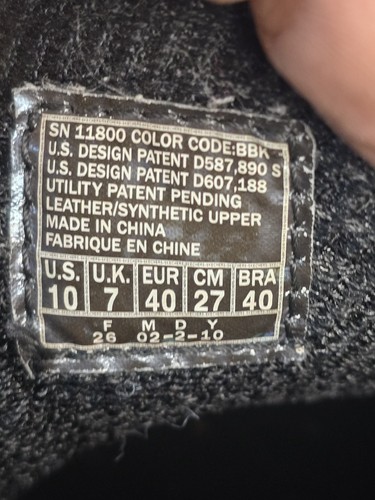 SN 11800 COLOR CODE:BBK
U.S. DESIGN PATENT D587,890 S
U.S. DESIGN PATENT D607,188
UTILITY PATENT PENDING
LEATHER/SYNTHETIC UPPER
MADE IN CHINA
FABRIQUE EN CHINE
U.S. U.K. EUR CM BRA
10 7 40 27 40
F M D Y
26 02-2-10